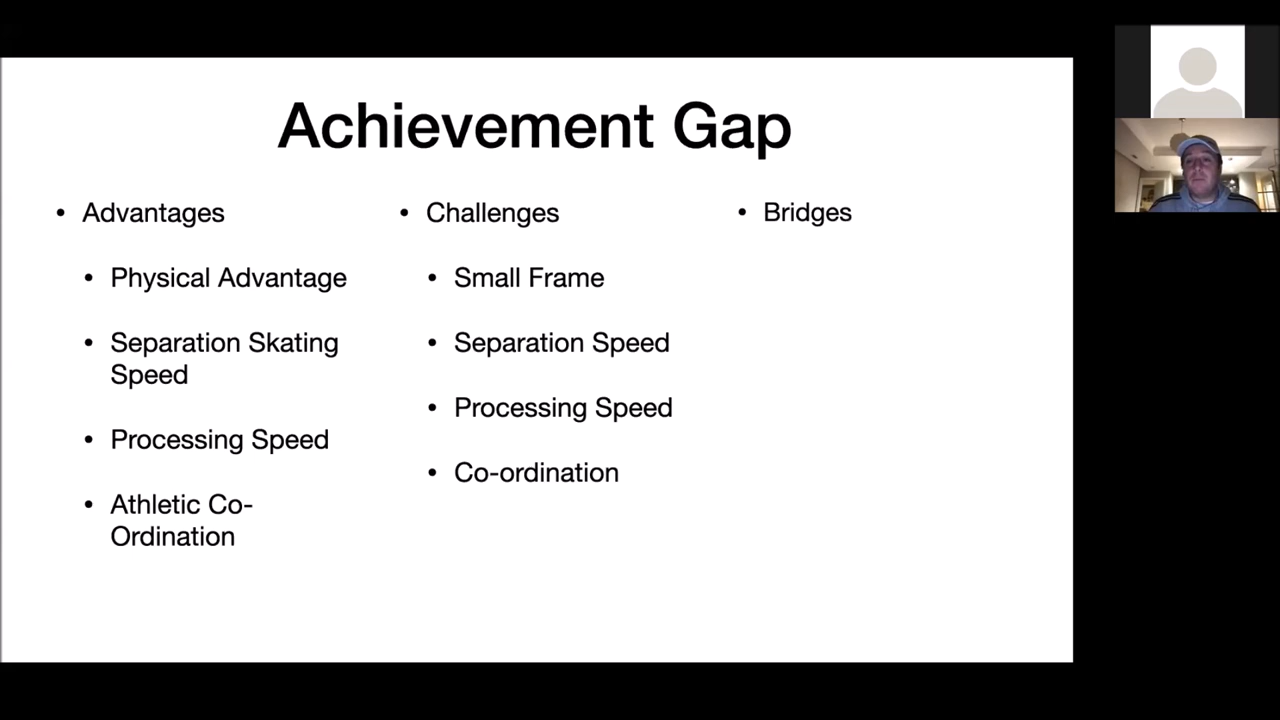 Achievement Gap
• Advantages
• Physical Advantage
• Separation Skating
Speed
• Processing Speed
• Athletic Co-
Ordination
• Challenges
• Small Frame
• Separation Speed
• Processing Speed
• Co-ordination
• Bridges